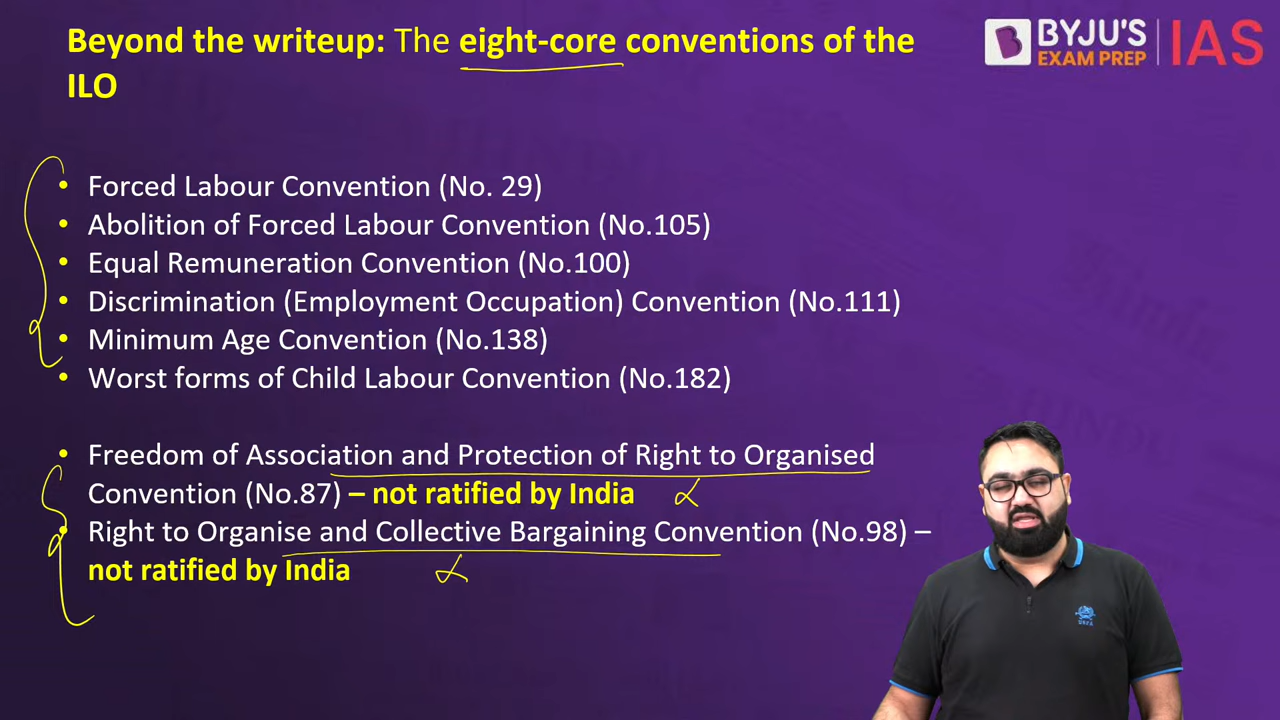 Beyond the writeup: The eight-core conventions of the
ILO
BYJU'S
EXAM PREP
IAS
• Forced Labour Convention (No. 29)
• Abolition of Forced Labour Convention (No.105)
• Equal Remuneration Convention (No.100)
• Discrimination (Employment Occupation) Convention (No.111)
• Minimum Age Convention (No.138)
• Worst forms of Child Labour Convention (No.182)
• Freedom of Association and Protection of Right to Organised
Convention (No.87) – not ratified by India
• Right to Organise and Collective Bargaining Convention (No.98) –
not ratified by India